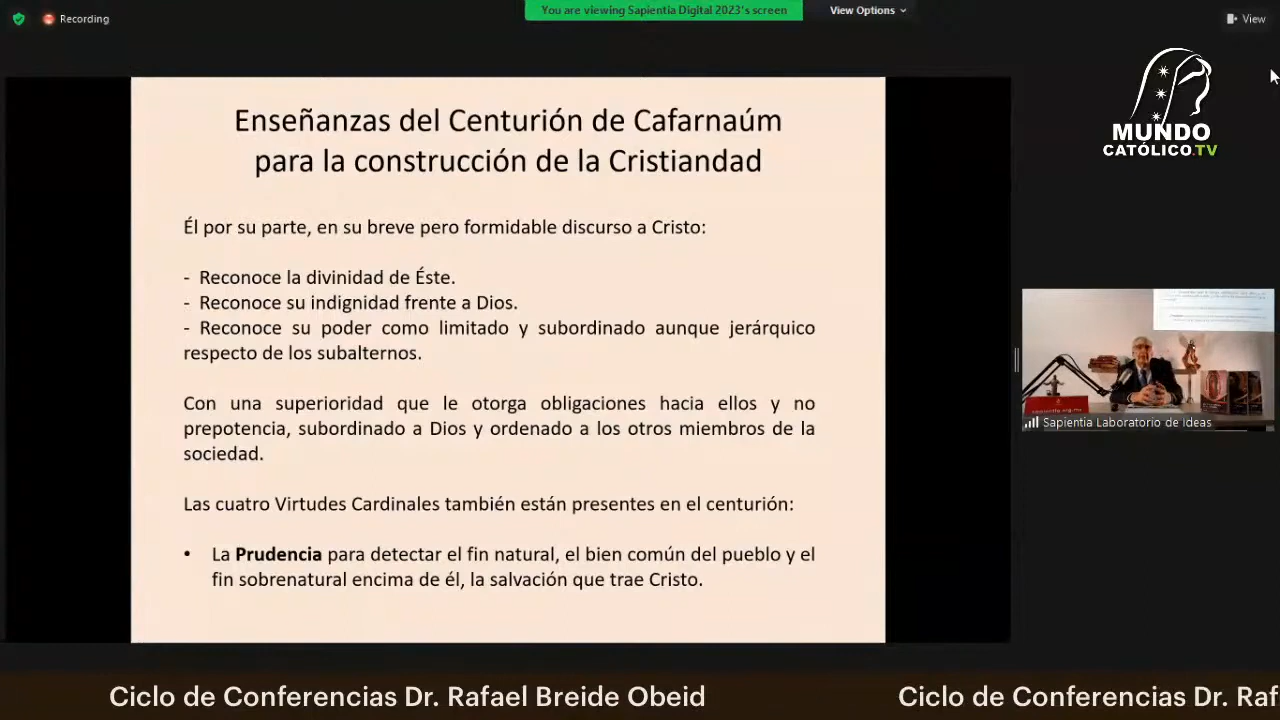 Recording
You are viewing Sapientia Digital 2023's screen
View Options
View
MUNDO
CATÓLICO.TV
Enseñanzas del Centurión de Cafarnaúm
para la construcción de la Cristiandad
Él por su parte, en su breve pero formidable discurso a Cristo:
- Reconoce la divinidad de Éste.
- Reconoce su indignidad frente a Dios.
- Reconoce su poder como limitado y subordinado aunque jerárquico
respecto de los subalternos.
Con una superioridad que le otorga obligaciones hacia ellos y no
prepotencia, subordinado a Dios y ordenado a los otros miembros de la
sociedad.
Las cuatro Virtudes Cardinales también están presentes en el centurión:
• La Prudencia para detectar el fin natural, el bien común del pueblo y el
fin sobrenatural encima de él, la salvación que trae Cristo.
Sapientia Laboratorio de ideas
Ciclo de Conferencias Dr. Rafael Breide Obeid
Ciclo de Conferencias Dr. Raf